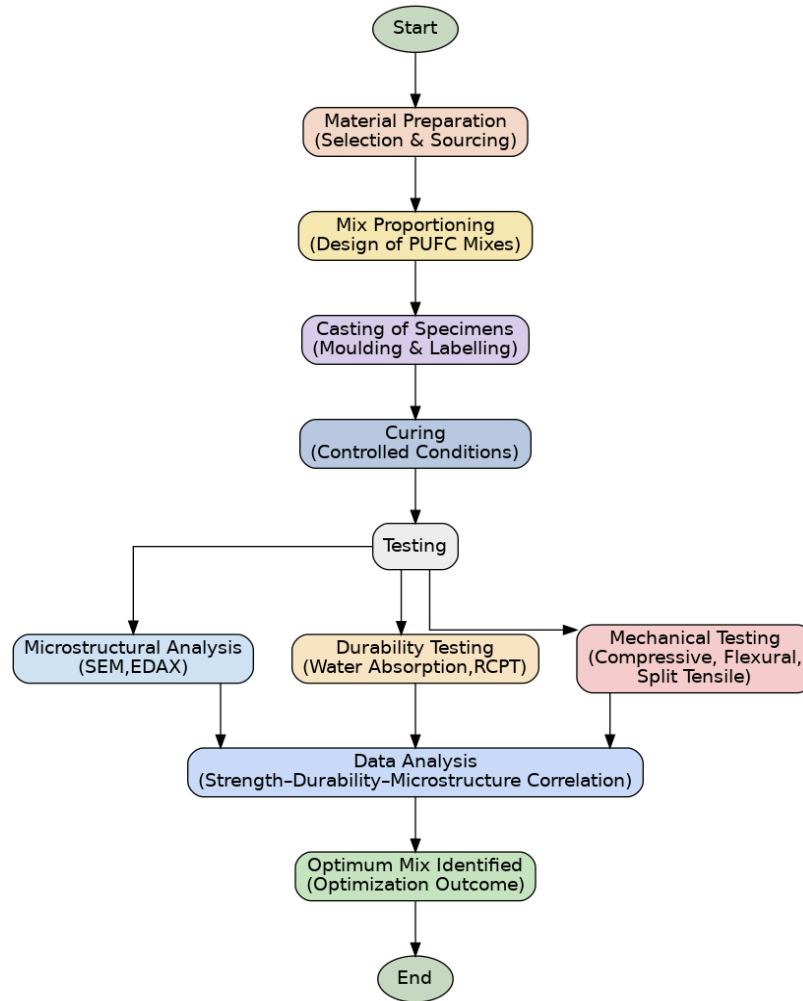 Start
Material Preparation
(Selection & Sourcing)
Mix Proportioning
(Design of PUFC Mixes)
Casting of Specimens
(Moulding & Labelling)
Curing
(Controlled Conditions)
Testing
Microstructural Analysis
(SEM,EDAX)
Durability Testing
(Water Absorption,RCPT)
Mechanical Testing
(Compressive, Flexural,
Split Tensile)
Data Analysis
(Strength–Durability–Microstructure Correlation)
Optimum Mix Identified
(Optimization Outcome)
End